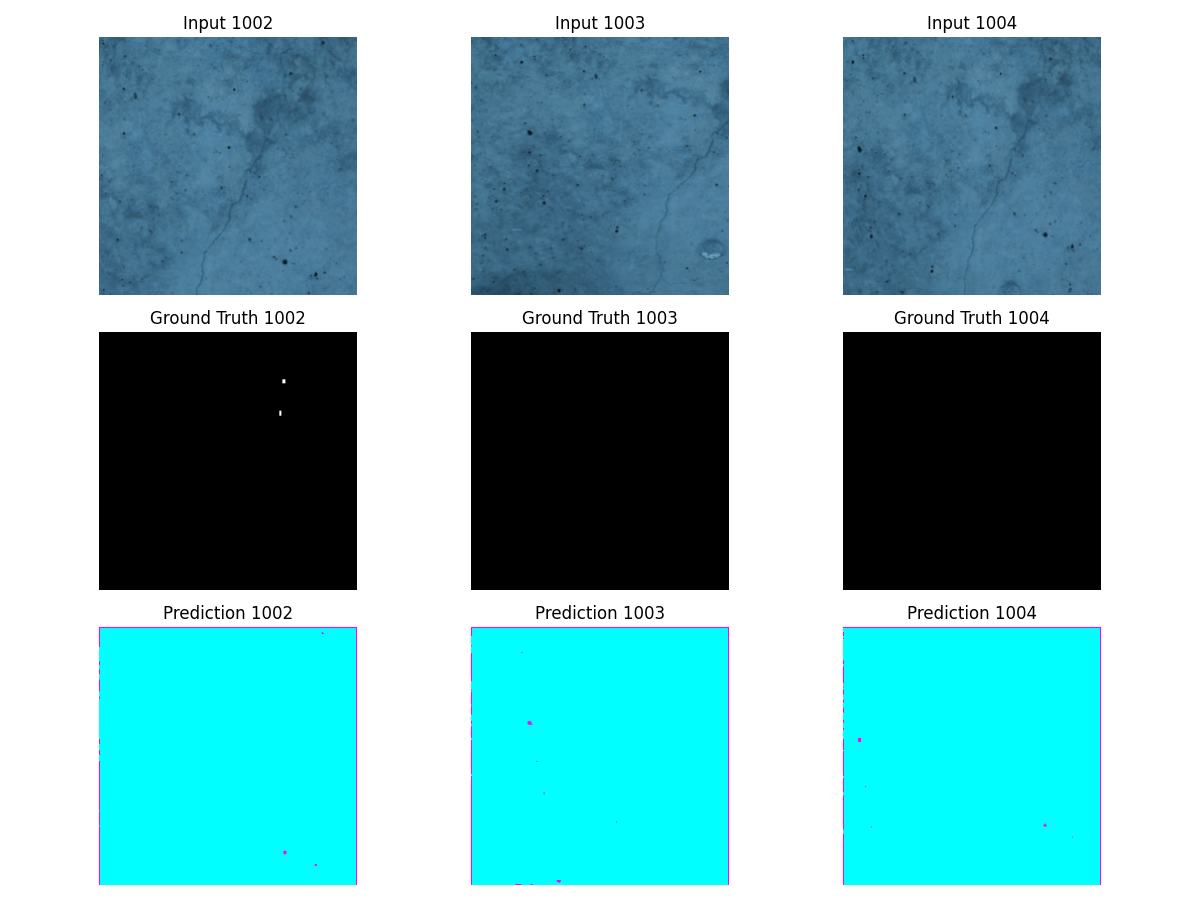 Input 1002
Input 1003
Input 1004
Ground Truth 1002
Ground Truth 1003
Ground Truth 1004
Prediction 1002
Prediction 1003
Prediction 1004